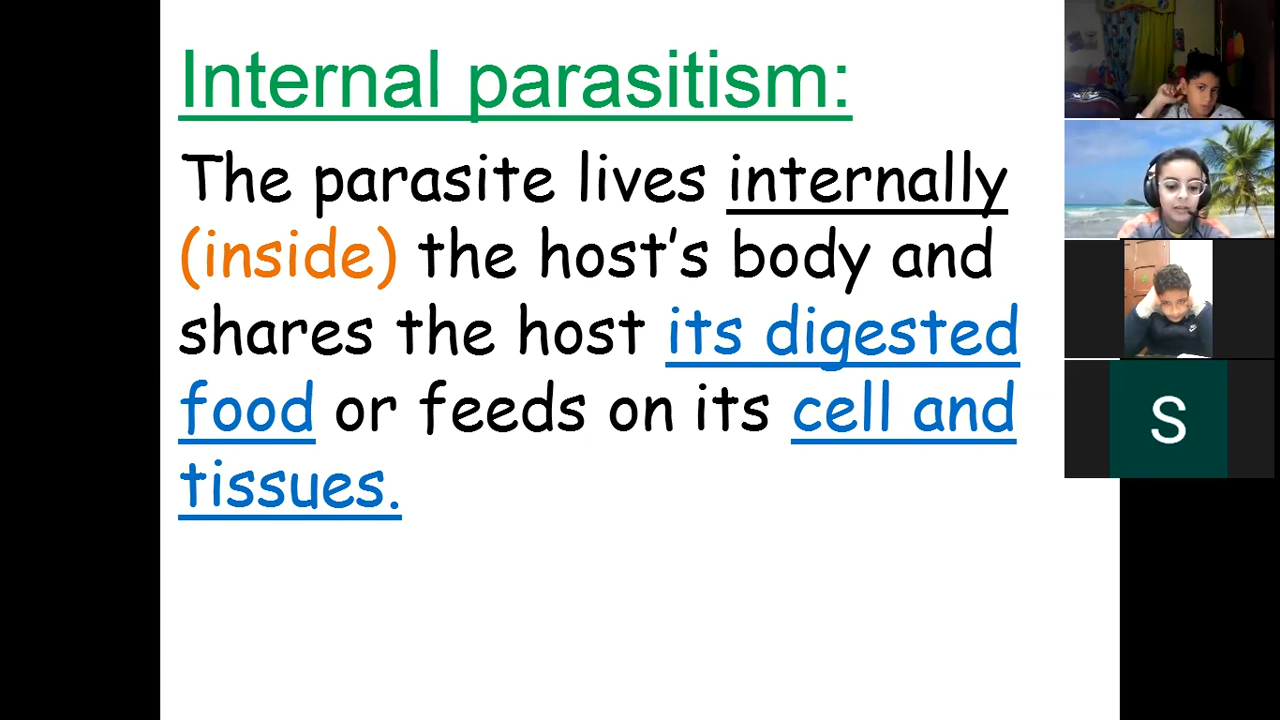 Internal parasitism:
The parasite lives internally
(inside) the host's body and
shares the host its digested
food or feeds on its cell and
tissues.
S